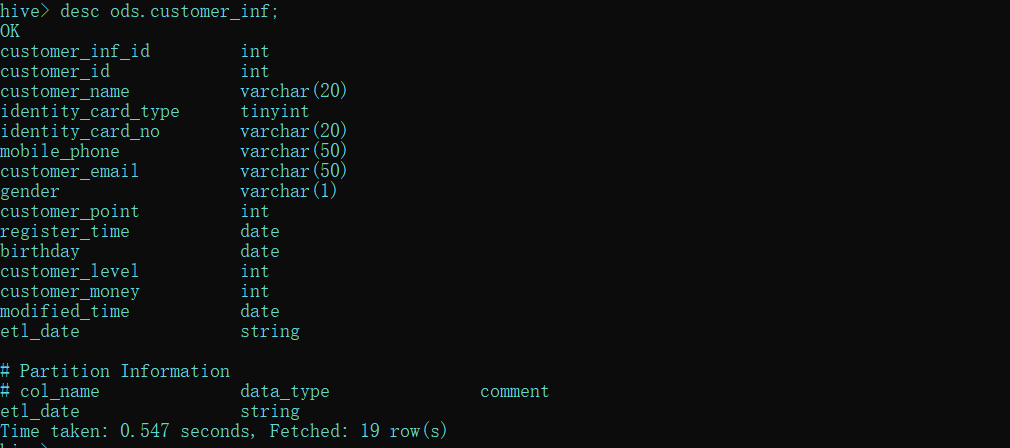 hive> desc ods.customer_inf;
OK
customer_inf_id int
customer_id int
customer_name varchar(20)
identity_card_type tinyint
identity_card_no varchar(20)
mobile_phone varchar(50)
customer_email varchar(50)
gender varchar(1)
customer_point int
register_time date
birthday date
customer_level int
customer_money int
modified_time date
etl_date string
# Partition Information
# col_name data_type comment
etl_date string
Time taken: 0.547 seconds, Fetched: 19 row(s)
hive>